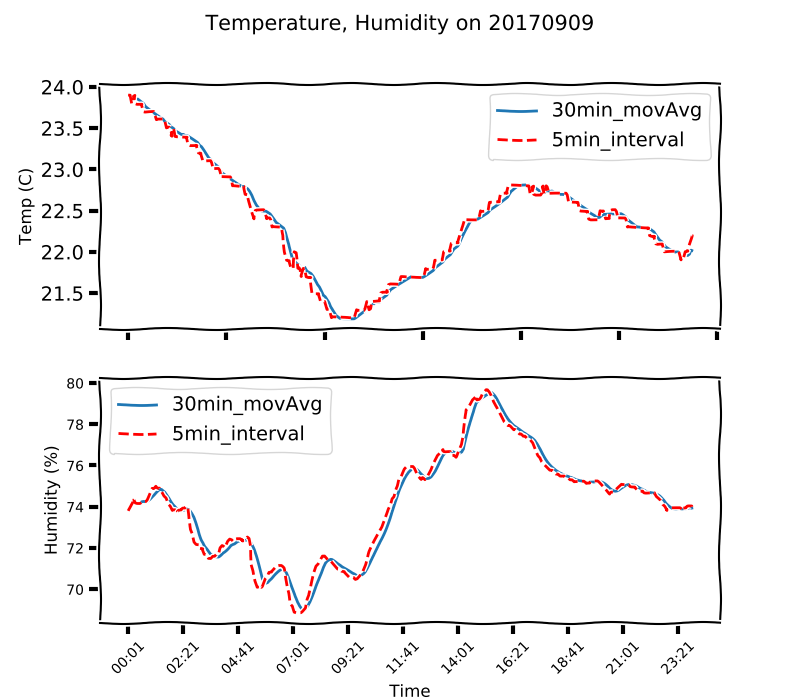 Temperature, Humidity on 20170909
24.0
23.5
23.0
22.5
22.0
21.5
Temp (C)
30min_movAvg
5min_interval
80
78
76
74
72
70
Humidity (%)
30min_movAvg
5min_interval
00:01 02:21 04:41 07:01 09:21 11:41 14:01 16:21 18:41 21:01 23:21
Time